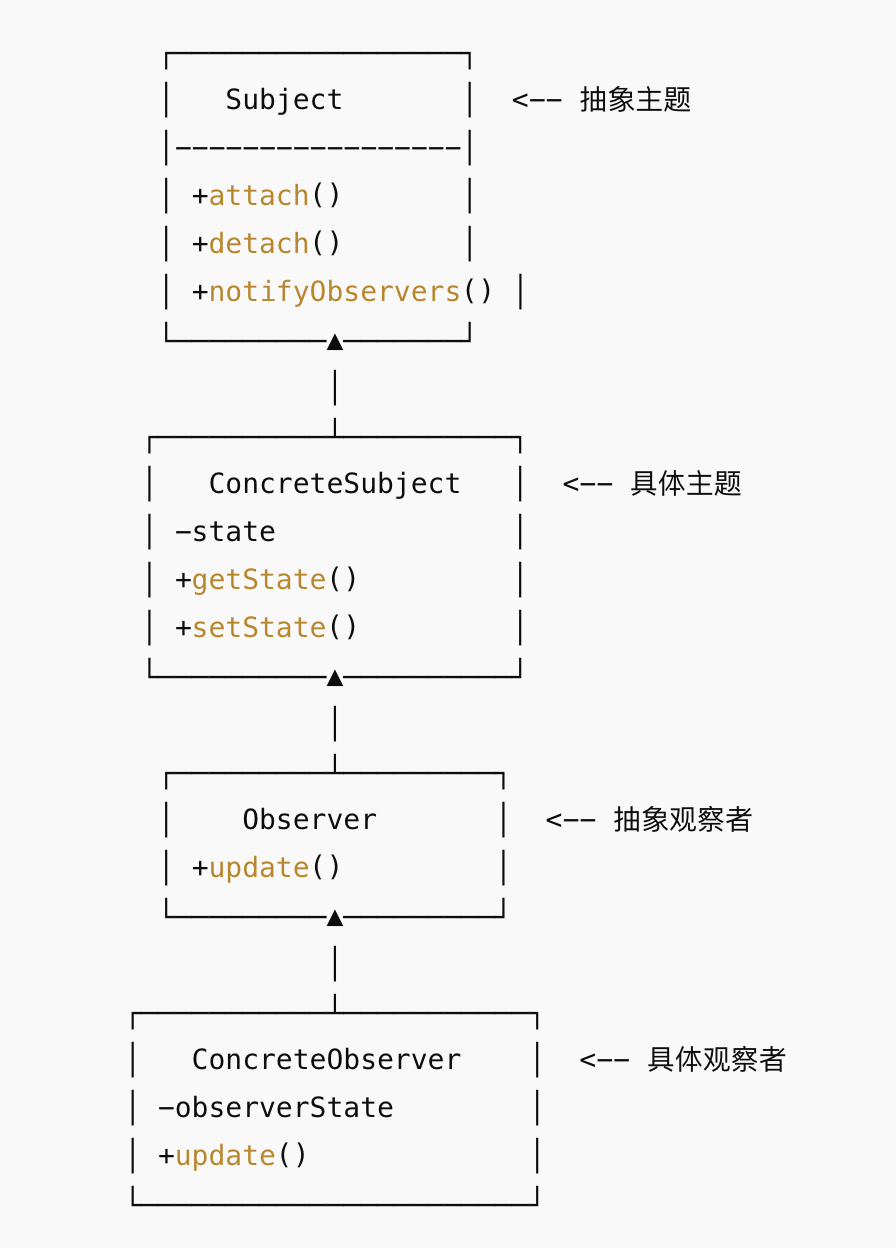 Subject <-- 抽象主题
-----------------
+attach()
+detach()
+notifyObservers()
ConcreteSubject <-- 具体主题
-state
+getState()
+setState()
Observer <-- 抽象观察者
+update()
ConcreteObserver <-- 具体观察者
-observerState
+update()